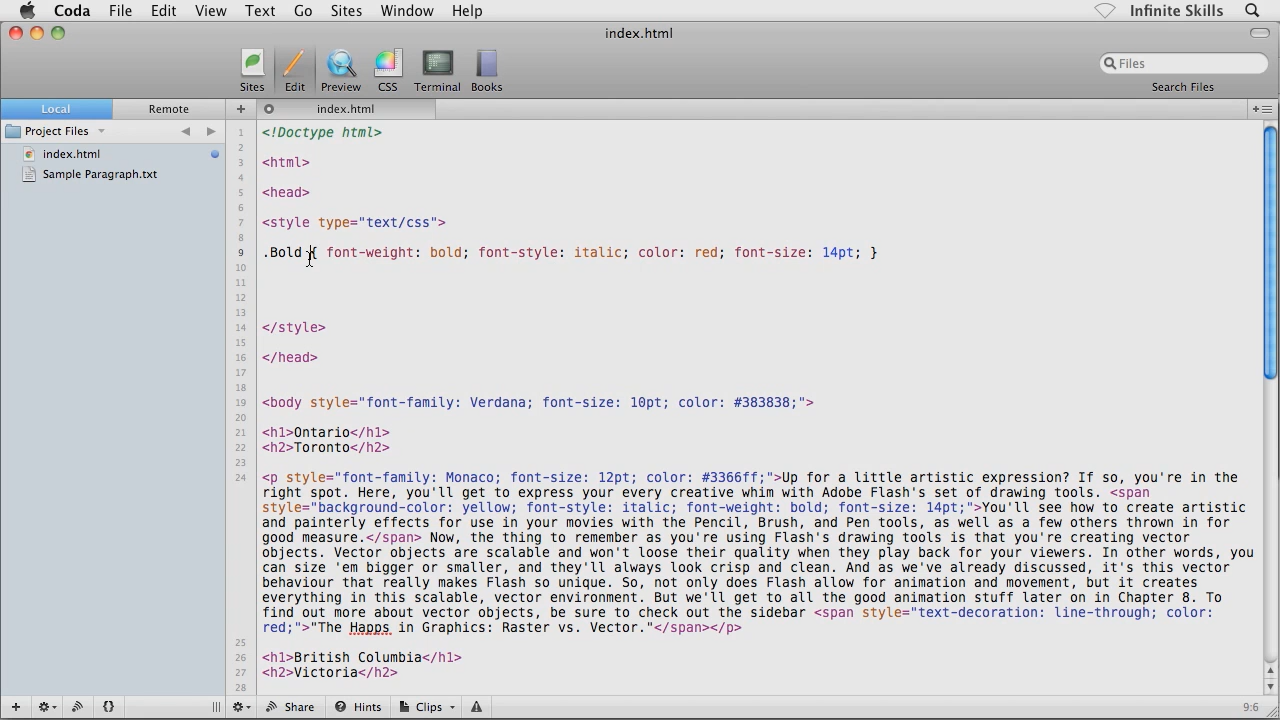 Coda File Edit View Text Go Sites Window Help Infinite Skills
index.html
Sites Edit Preview CSS Terminal Books Files
Search Files
Local Remote + index.html
Project Files
index.html
Sample Paragraph.txt
1 <!Doctype html>
2
3 <html>
4
5 <head>
6
7 <style type="text/css">
8
9 .Bold { font-weight: bold; font-style: italic; color: red; font-size: 14pt; }
10
11
12
13
14 </style>
15
16 </head>
17
18
19 <body style="font-family: Verdana; font-size: 10pt; color: #383838;">
20
21 <h1>Ontario</h1>
22 <h2>Toronto</h2>
23
24 <p style="font-family: Monaco; font-size: 12pt; color: #3366ff;">Up for a little artistic expression? If so, you're in the
right spot. Here, you'll get to express your every creative whim with Adobe Flash's set of drawing tools. <span
style="background-color: yellow; font-style: italic; font-weight: bold; font-size: 14pt;">You'll see how to create artistic
and painterly effects for use in your movies with the Pencil, Brush, and Pen tools, as well as a few others thrown in for
good measure.</span> Now, the thing to remember as you're using Flash's drawing tools is that you're creating vector
objects. Vector objects are scalable and won't loose their quality when they play back for your viewers. In other words, you
can size 'em bigger or smaller, and they'll always look crisp and clean. And as we've already discussed, it's this vector
behaviour that really makes Flash so unique. So, not only does Flash allow for animation and movement, but it creates
everything in this scalable, vector environment. But we'll get to all the good animation stuff later on in Chapter 8. To
find out more about vector objects, be sure to check out the sidebar <span style="text-decoration: line-through; color:
red;">"The Happs in Graphics: Raster vs. Vector."</span></p>
25
26 <h1>British Columbia</h1>
27 <h2>Victoria</h2>
28
Share Hints Clips 9:6